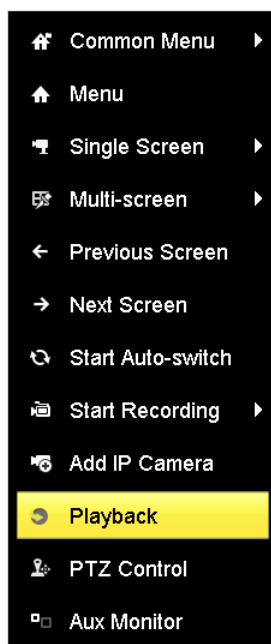 Common Menu
Menu
Single Screen
Multi-screen
Previous Screen
Next Screen
Start Auto-switch
Start Recording
Add IP Camera
Playback
PTZ Control
Aux Monitor